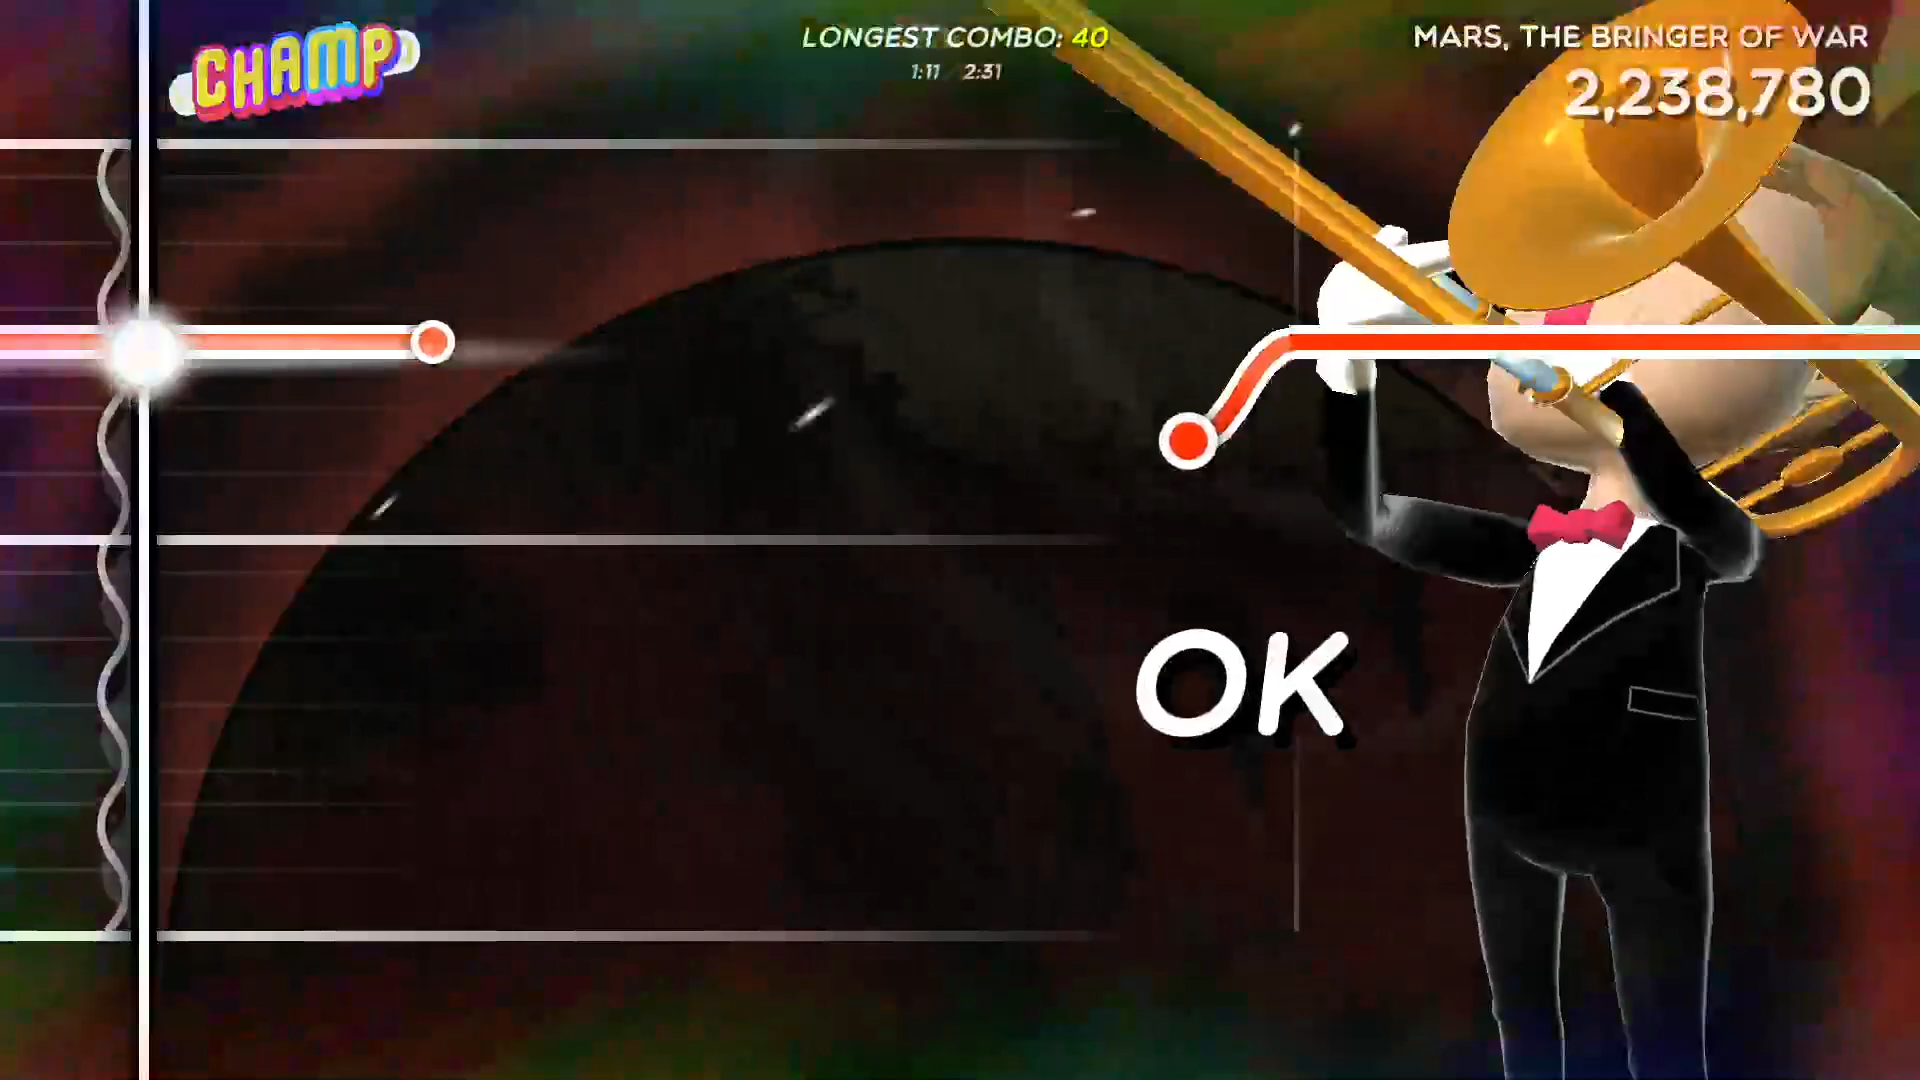 CHAMP
LONGEST COMBO: 40
1:11 2:31
MARS, THE BRINGER OF WAR
2,238,780
OK